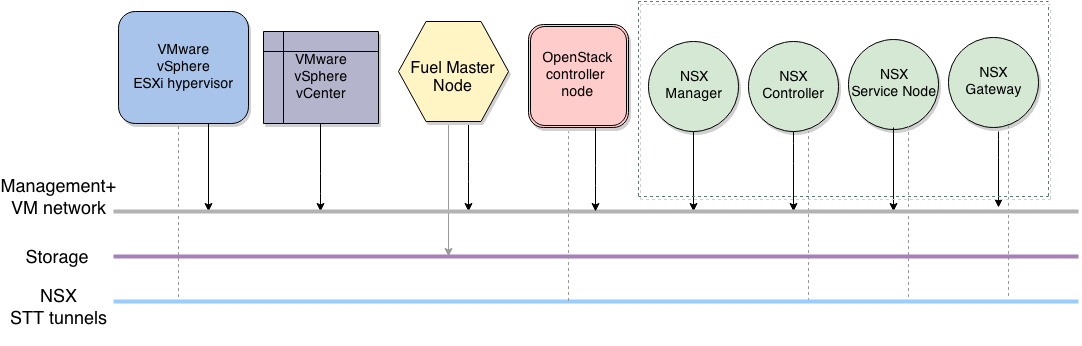 VMware
vSphere
ESXi hypervisor
VMware
vSphere
vCenter
Fuel Master
Node
OpenStack
controller
node
NSX
Manager
NSX
Controller
NSX
Service Node
NSX
Gateway
Management+
VM network
Storage
NSX
STT tunnels